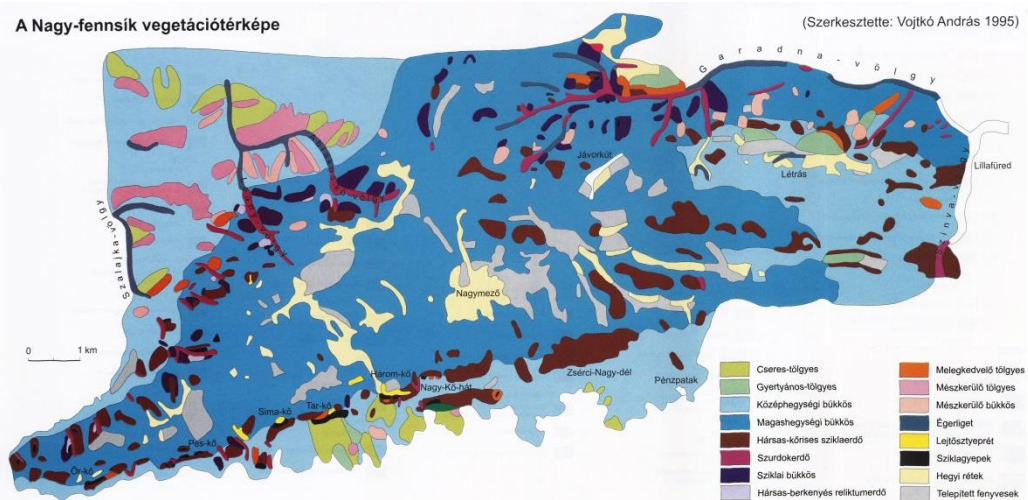 A Nagy-fennsík vegetációtérképe
(Szerkesztette: Vojtkó András 1995)
Garadna-völgy
Jávorkút
Létrás
Lillafüred
Szinva-völgy
Szalajka-völgy
Nagymező
0 1 km
Három-kő
Nagy-Kő-hát
Zsérci-Nagy-dél
Pénzpatak
Sima-kő
Tar-kő
Pes-kő
Őr-kő
Cseres-tölgyes
Gyertyános-tölgyes
Középhegységi bükkös
Magashegységi bükkös
Hársas-kőrises sziklaerdő
Szurdokerdő
Sziklai bükkös
Hársas-berkenyés reliktumerdő
Melegkedvelő tölgyes
Mészkerülő tölgyes
Mészkerülő bükkös
Égerliget
Lejtősztyeprét
Sziklagyepek
Hegyi rétek
Telepített fenyvesek